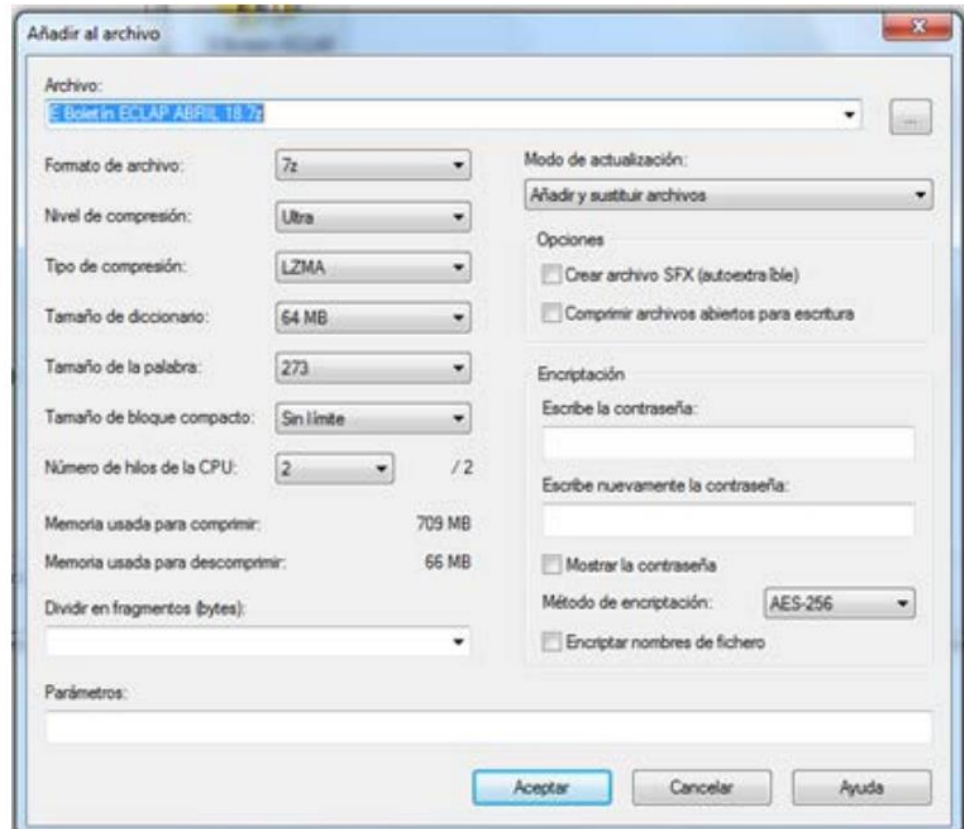 Añadir al archivo
Archivo:
E Boletín ECLAP ABRIL 18.7z
...
Formato de archivo: 7z
Nivel de compresión: Ultra
Tipo de compresión: LZMA
Tamaño de diccionario: 64 MB
Tamaño de la palabra: 273
Tamaño de bloque compacto: Sin límite
Número de hilos de la CPU: 2 / 2
Memoria usada para comprimir: 709 MB
Memoria usada para descomprimir: 66 MB
Dividir en fragmentos (bytes):
Modo de actualización:
Añadir y sustituir archivos
Opciones
Crear archivo SFX (autoextraíble)
Comprimir archivos abiertos para escritura
Encriptación
Escribe la contraseña:
Escribe nuevamente la contraseña:
Mostrar la contraseña
Método de encriptación: AES-256
Encriptar nombres de fichero
Parámetros:
Aceptar Cancelar Ayuda